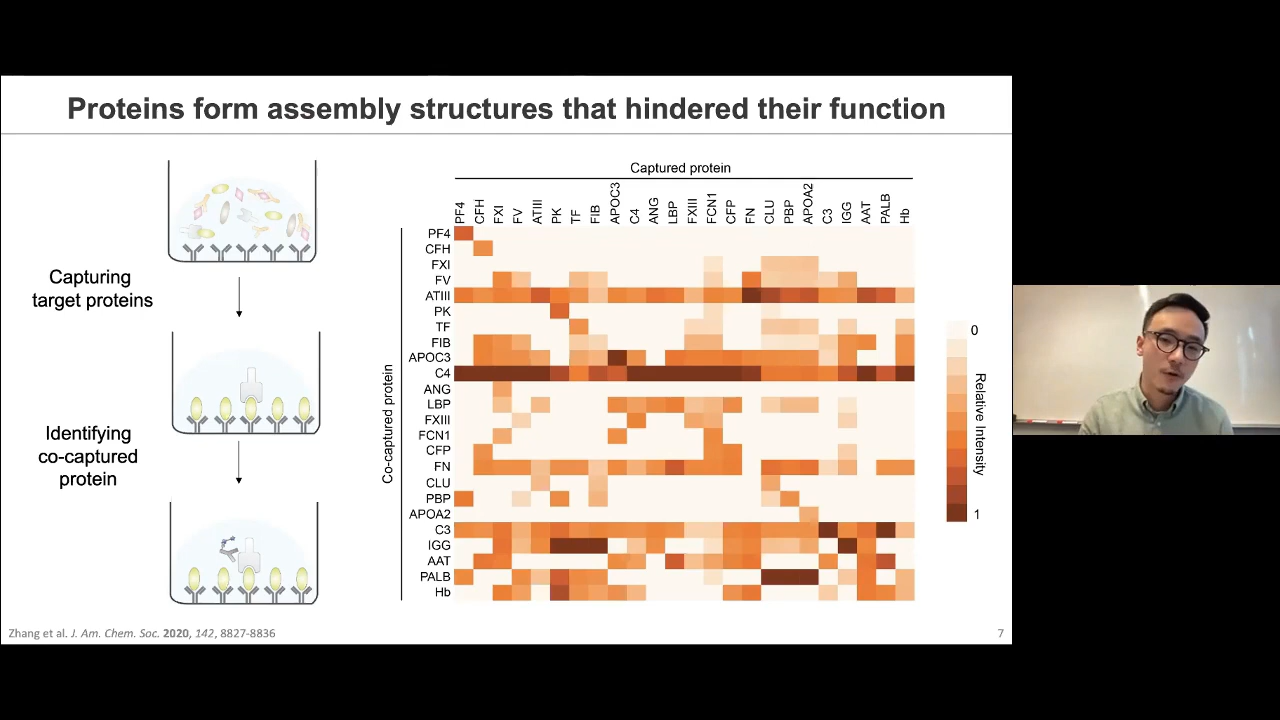 Proteins form assembly structures that hindered their function
Capturing
target proteins
Identifying
co-captured
protein
Captured protein
PF4 CFH FXI FV ATIII PK TF FIB APOC3 C4 ANG LBP FXIII FCN1 CFP FN CLU PBP APOA2 C3 IGG AAT PALB Hb
Co-captured protein
PF4
CFH
FXI
FV
ATIII
PK
TF
FIB
APOC3
C4
ANG
LBP
FXIII
FCN1
CFP
FN
CLU
PBP
APOA2
C3
IGG
AAT
PALB
Hb
0
Relative Intensity
1
Zhang et al. J. Am. Chem. Soc. 2020, 142, 8827-8836
7